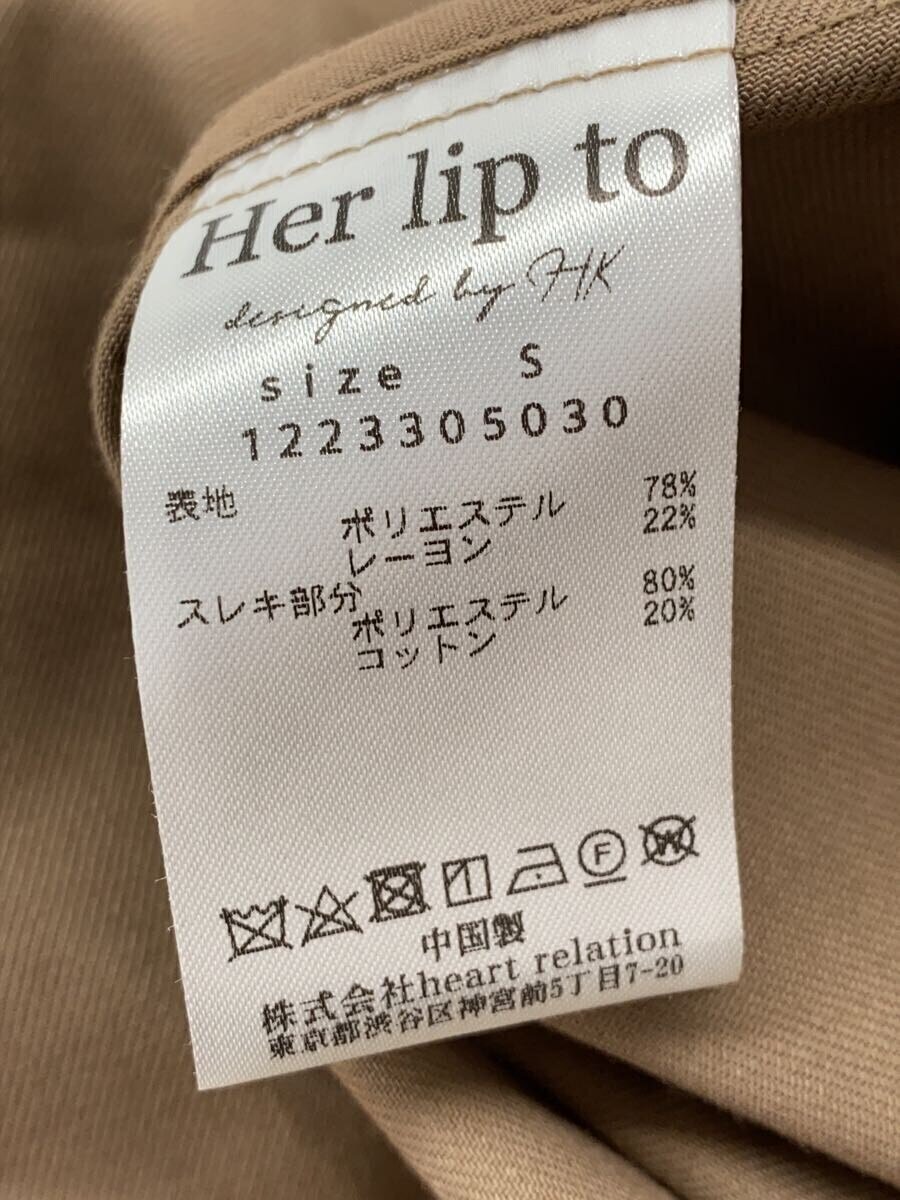 Her lip to
designed by H.K
size S
1223305030
表地
ポリエステル 78%
レーヨン 22%
スレキ部分
ポリエステル 80%
コットン 20%
F W
中国製
株式会社heart relation
東京都渋谷区神宮前5丁目7-20